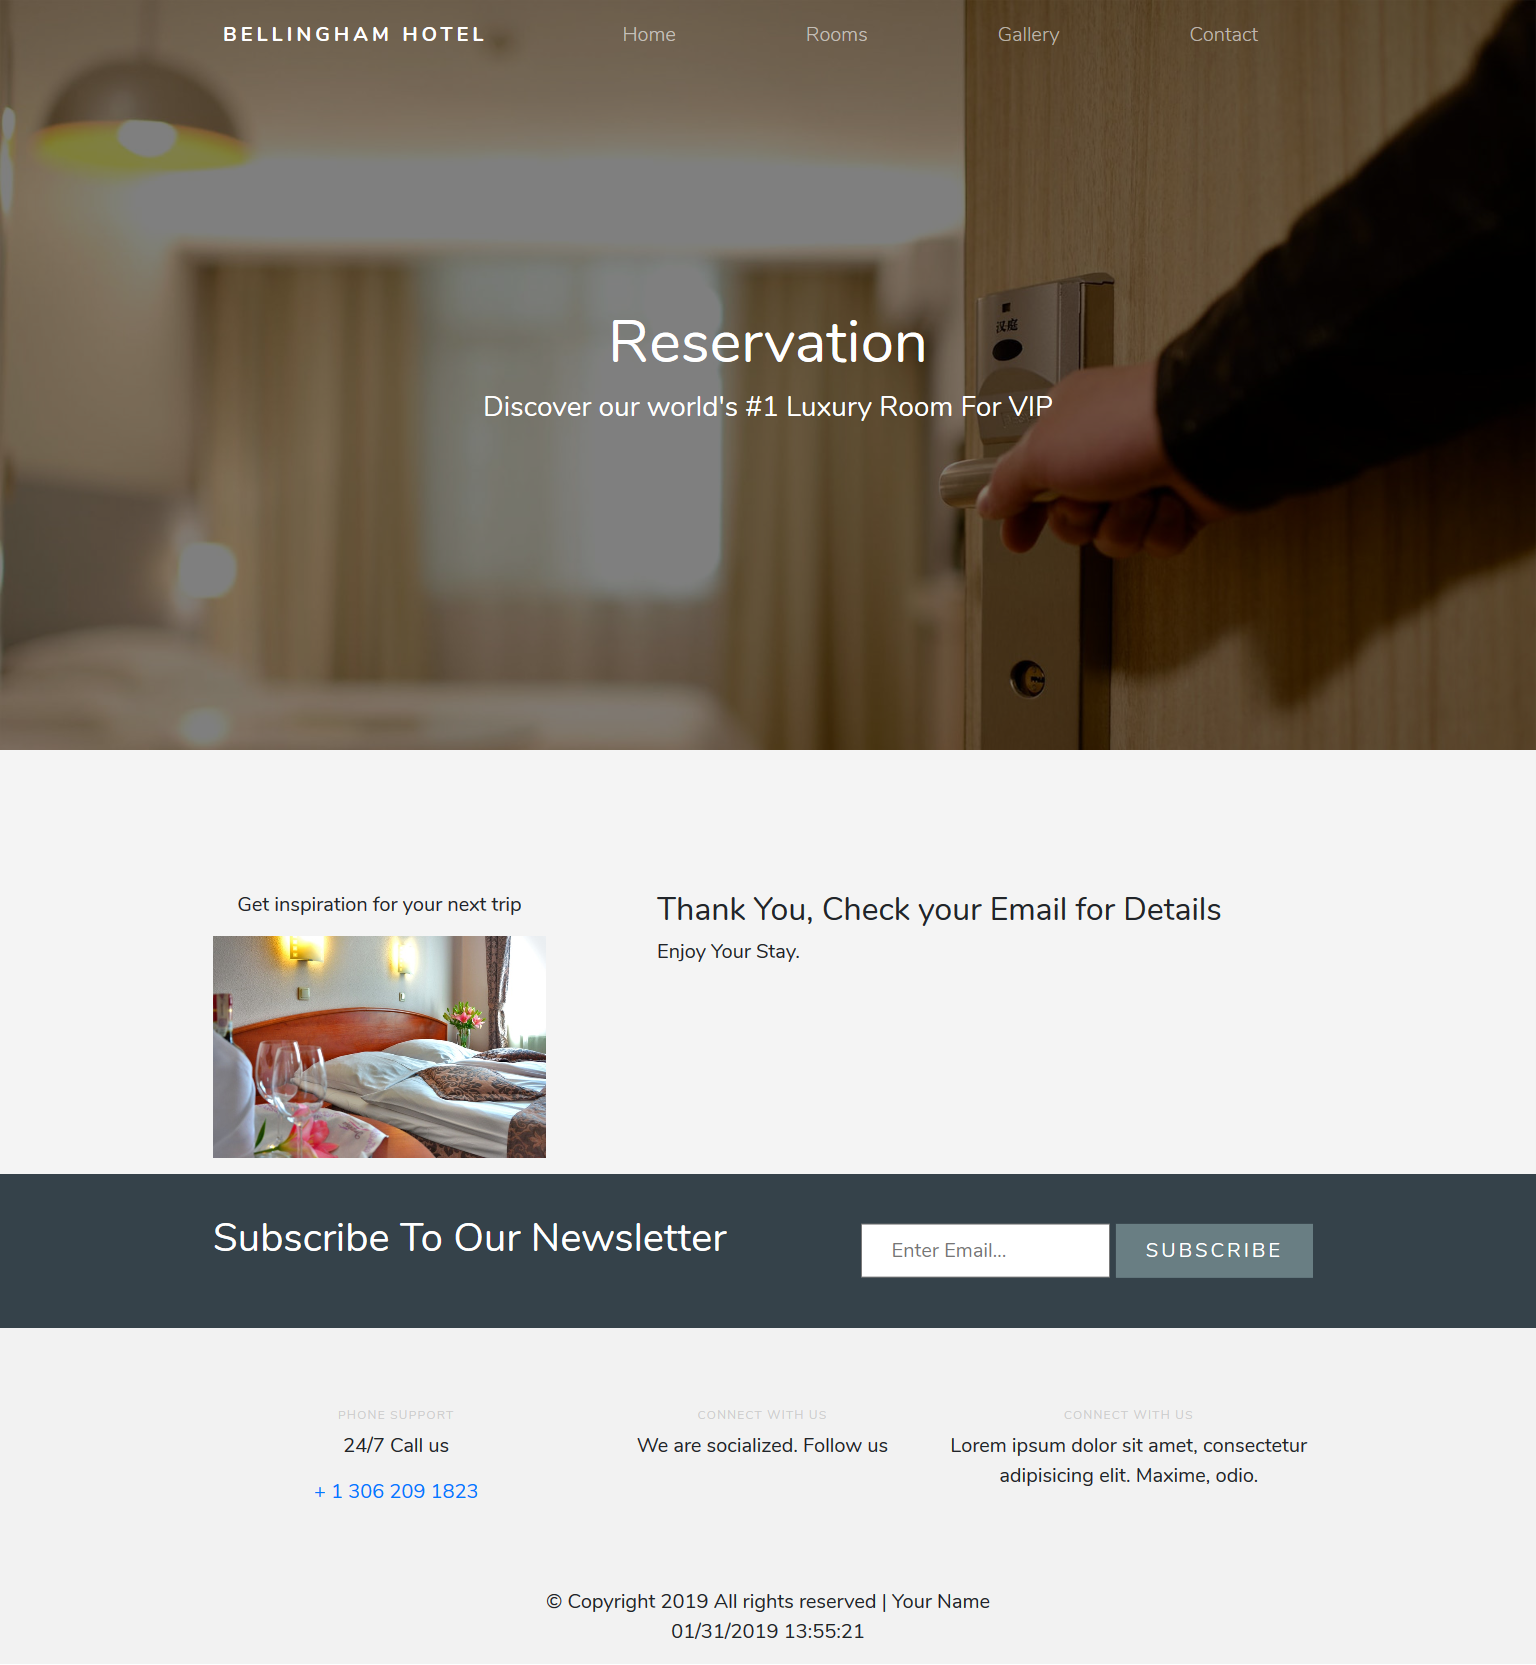 BELLINGHAM HOTEL Home Rooms Gallery Contact
汉庭
Reservation
Discover our world's #1 Luxury Room For VIP
Get inspiration for your next trip
Thank You, Check your Email for Details
Enjoy Your Stay.
Subscribe To Our Newsletter
Enter Email...
SUBSCRIBE
PHONE SUPPORT
24/7 Call us
+ 1 306 209 1823
CONNECT WITH US
We are socialized. Follow us
CONNECT WITH US
Lorem ipsum dolor sit amet, consectetur
adipisicing elit. Maxime, odio.
© Copyright 2019 All rights reserved | Your Name
01/31/2019 13:55:21